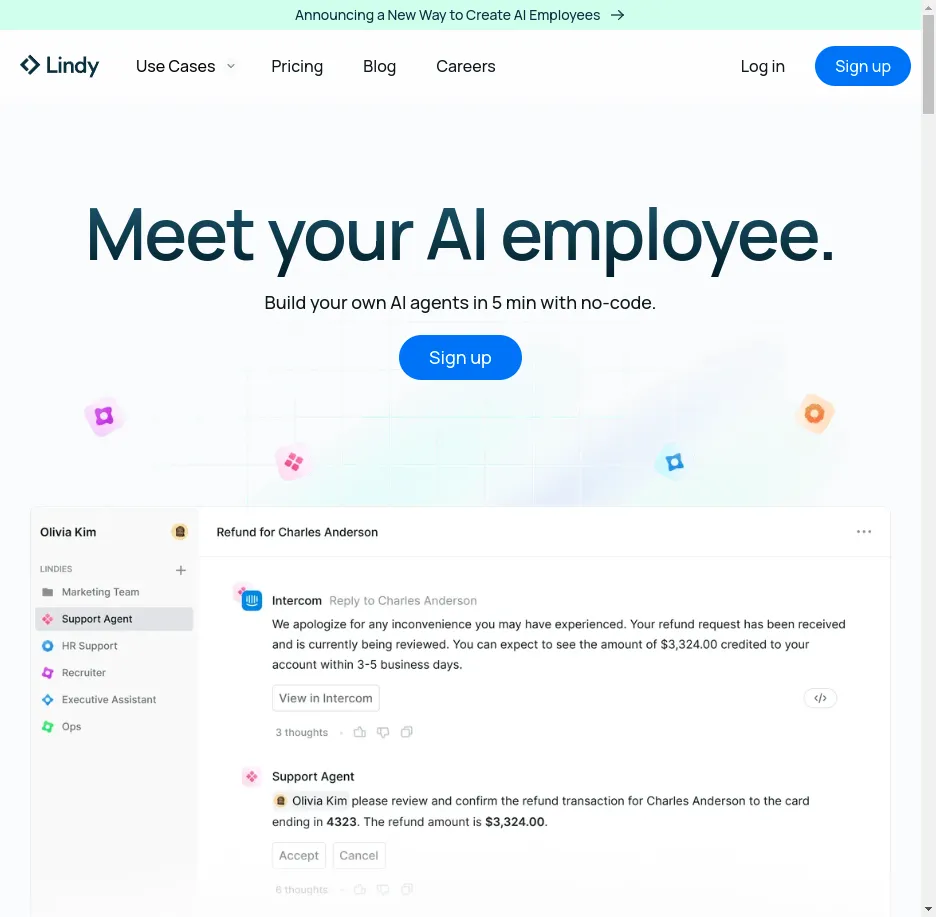 Announcing a New Way to Create AI Employees
Lindy
Use Cases
Pricing
Blog
Careers
Log in
Sign up
Meet your AI employee.
Build your own AI agents in 5 min with no-code.
Sign up
Olivia Kim
Refund for Charles Anderson
LINDIES
Marketing Team
Support Agent
HR Support
Recruiter
Executive Assistant
Ops
Intercom Reply to Charles Anderson
We apologize for any inconvenience you may have experienced. Your refund request has been received
and is currently being reviewed. You can expect to see the amount of $3,324.00 credited to your
account within 3-5 business days.
View in Intercom
</>
3 thoughts
Support Agent
Olivia Kim please review and confirm the refund transaction for Charles Anderson to the card
ending in 4323. The refund amount is $3,324.00.
Accept
Cancel
6 thoughts